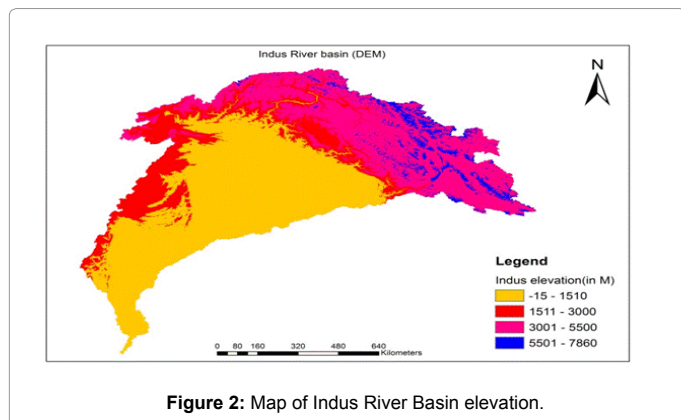 Indus River basin (DEM)
N
Legend
Indus elevation(in M)
-15 - 1510
1511 - 3000
3001 - 5500
5501 - 7860
0 80 160 320 480 640
Kilometers
Figure 2: Map of Indus River Basin elevation.